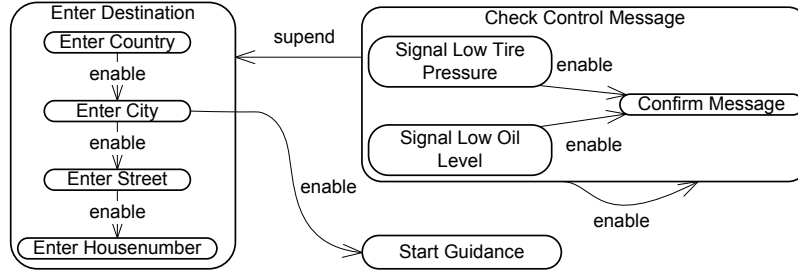 Enter Destination
Enter Country
enable
Enter City
enable
Enter Street
enable
Enter Housenumber
supend
enable
Check Control Message
Signal Low Tire
Pressure
enable
Confirm Message
Signal Low Oil
Level
enable
enable
Start Guidance